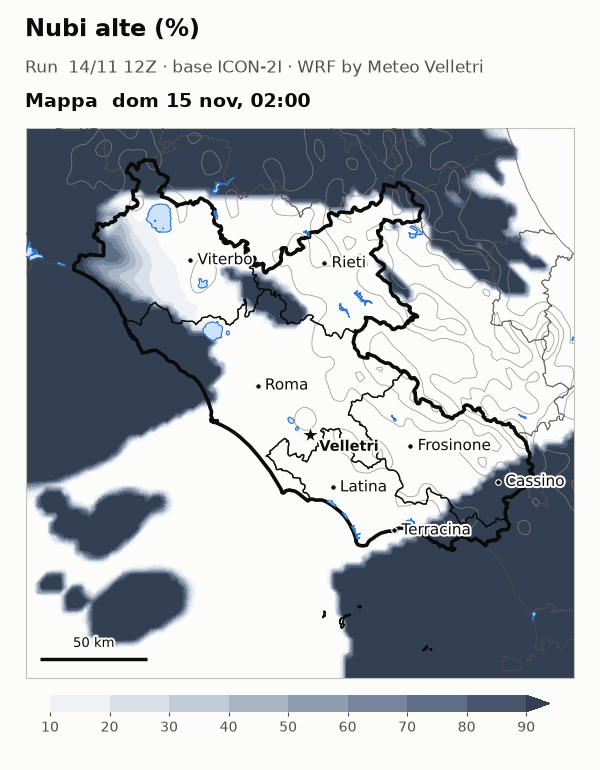 Nubi alte (%)
Run 14/11 12Z · base ICON-2I · WRF by Meteo Velletri
Mappa dom 15 nov, 02:00
Viterbo
Rieti
Roma
Velletri
Frosinone
Latina
Cassino
Terracina
50 km
10 20 30 40 50 60 70 80 90